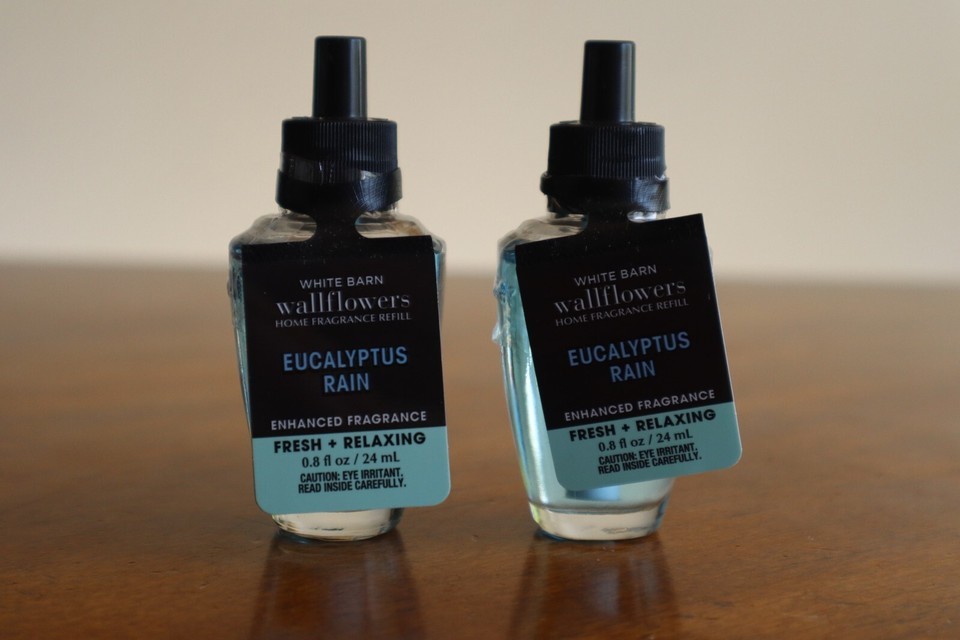 WHITE BARN
wallflowers
HOME FRAGRANCE REFILL
EUCALYPTUS
RAIN
ENHANCED FRAGRANCE
FRESH + RELAXING
0.8 fl oz / 24 mL
CAUTION: EYE IRRITANT.
READ INSIDE CAREFULLY.
WHITE BARN
wallflowers
HOME FRAGRANCE REFILL
EUCALYPTUS
RAIN
ENHANCED FRAGRANCE
FRESH + RELAXING
0.8 fl oz / 24 mL
CAUTION: EYE IRRITANT.
READ INSIDE CAREFULLY.